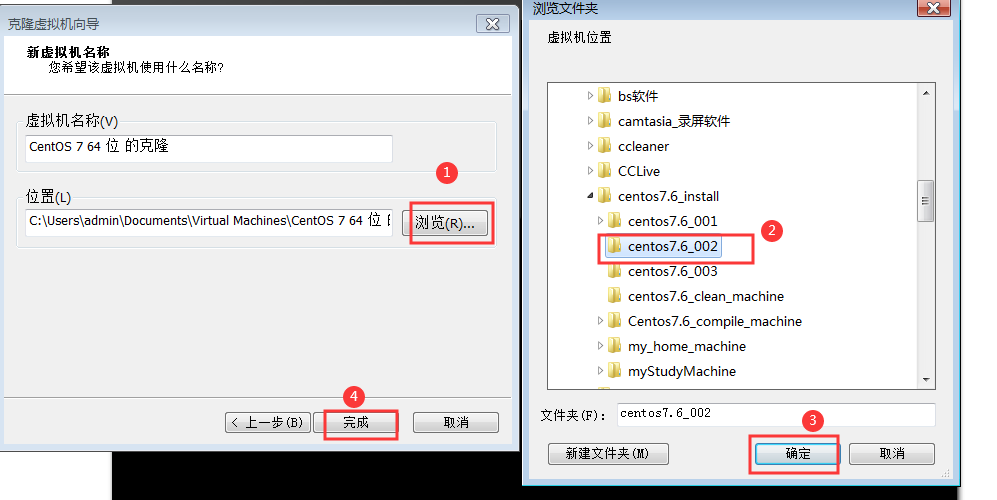 克隆虚拟机向导
新虚拟机名称
您希望该虚拟机使用什么名称?
虚拟机名称(V)
CentOS 7 64 位 的克隆
1
位置(L)
C:\Users\admin\Documents\Virtual Machines\CentOS 7 64 位
浏览(R)...
4
< 上一步(B)
完成
取消
浏览文件夹
虚拟机位置
bs软件
camtasia_录屏软件
ccleaner
CCLive
centos7.6_install
centos7.6_001
2
centos7.6_002
centos7.6_003
centos7.6_clean_machine
Centos7.6_compile_machine
my_home_machine
myStudyMachine
文件夹(F):
centos7.6_002
3
新建文件夹(M)
确定
取消